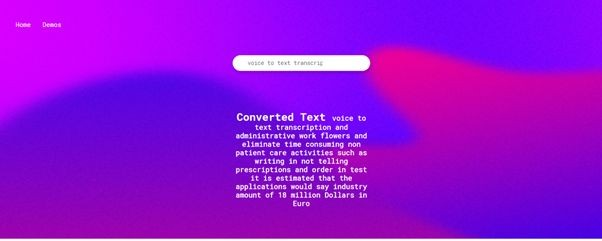 Home Demos
voice to text transcrip
Converted Text voice to
text transcription and
administrative work flowers and
eliminate time consuming non
patient care activities such as
writing in not telling
prescriptions and order in test
it is estimated that the
applications would say industry
amount of 18 million Dollars in
Euro